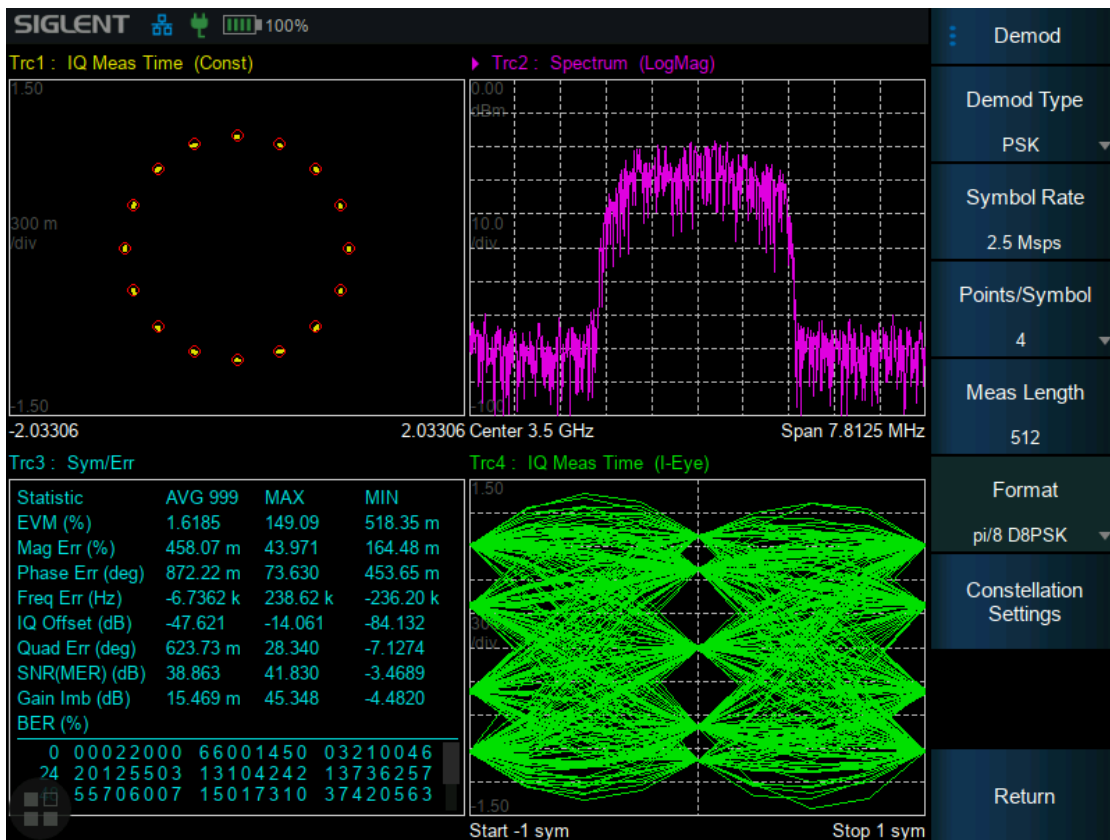 SIGLENT 100%
Trc1 : IQ Meas Time (Const)
1.50
300 m
/div
-1.50
-2.03306 2.03306
Trc2 : Spectrum (LogMag)
0.00
dBm
10.0
/div
-100
Center 3.5 GHz Span 7.8125 MHz
Trc3 : Sym/Err
Statistic AVG 999 MAX MIN
EVM (%) 1.6185 149.09 518.35 m
Mag Err (%) 458.07 m 43.971 164.48 m
Phase Err (deg) 872.22 m 73.630 453.65 m
Freq Err (Hz) -6.7362 k 238.62 k -236.20 k
IQ Offset (dB) -47.621 -14.061 -84.132
Quad Err (deg) 623.73 m 28.340 -7.1274
SNR(MER) (dB) 38.863 41.830 -3.4689
Gain Imb (dB) 15.469 m 45.348 -4.4820
BER (%)
0 00022000 66001450 03210046
24 20125503 13104242 13736257
55706007 15017310 37420563
Trc4 : IQ Meas Time (I-Eye)
1.50
/div
-1.50
Start -1 sym Stop 1 sym
Demod
Demod Type
PSK
Symbol Rate
2.5 Msps
Points/Symbol
4
Meas Length
512
Format
pi/8 D8PSK
Constellation
Settings
Return